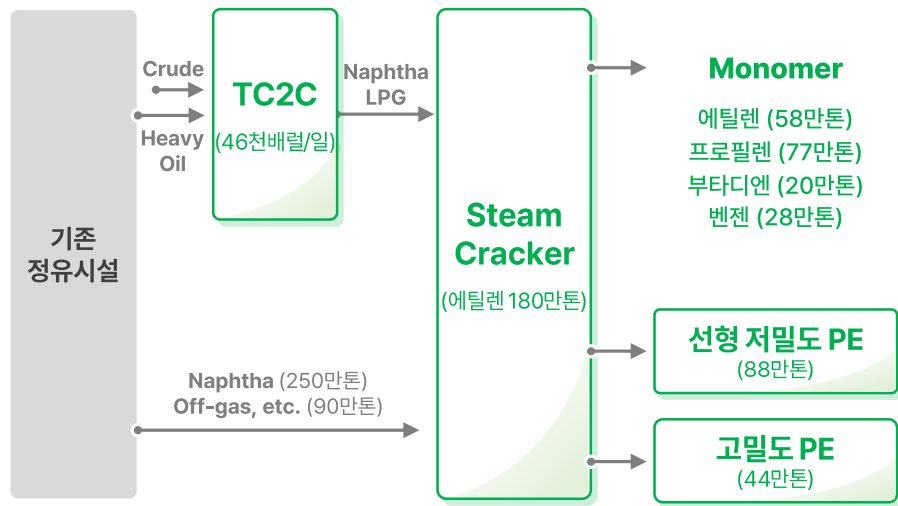 기존
정유시설
Crude
Heavy
Oil
TC2C
(46천배럴/일)
Naphtha
LPG
Naphtha (250만톤)
Off-gas, etc. (90만톤)
Steam
Cracker
(에틸렌 180만톤)
Monomer
에틸렌 (58만톤)
프로필렌 (77만톤)
부타디엔 (20만톤)
벤젠 (28만톤)
선형 저밀도 PE
(88만톤)
고밀도 PE
(44만톤)